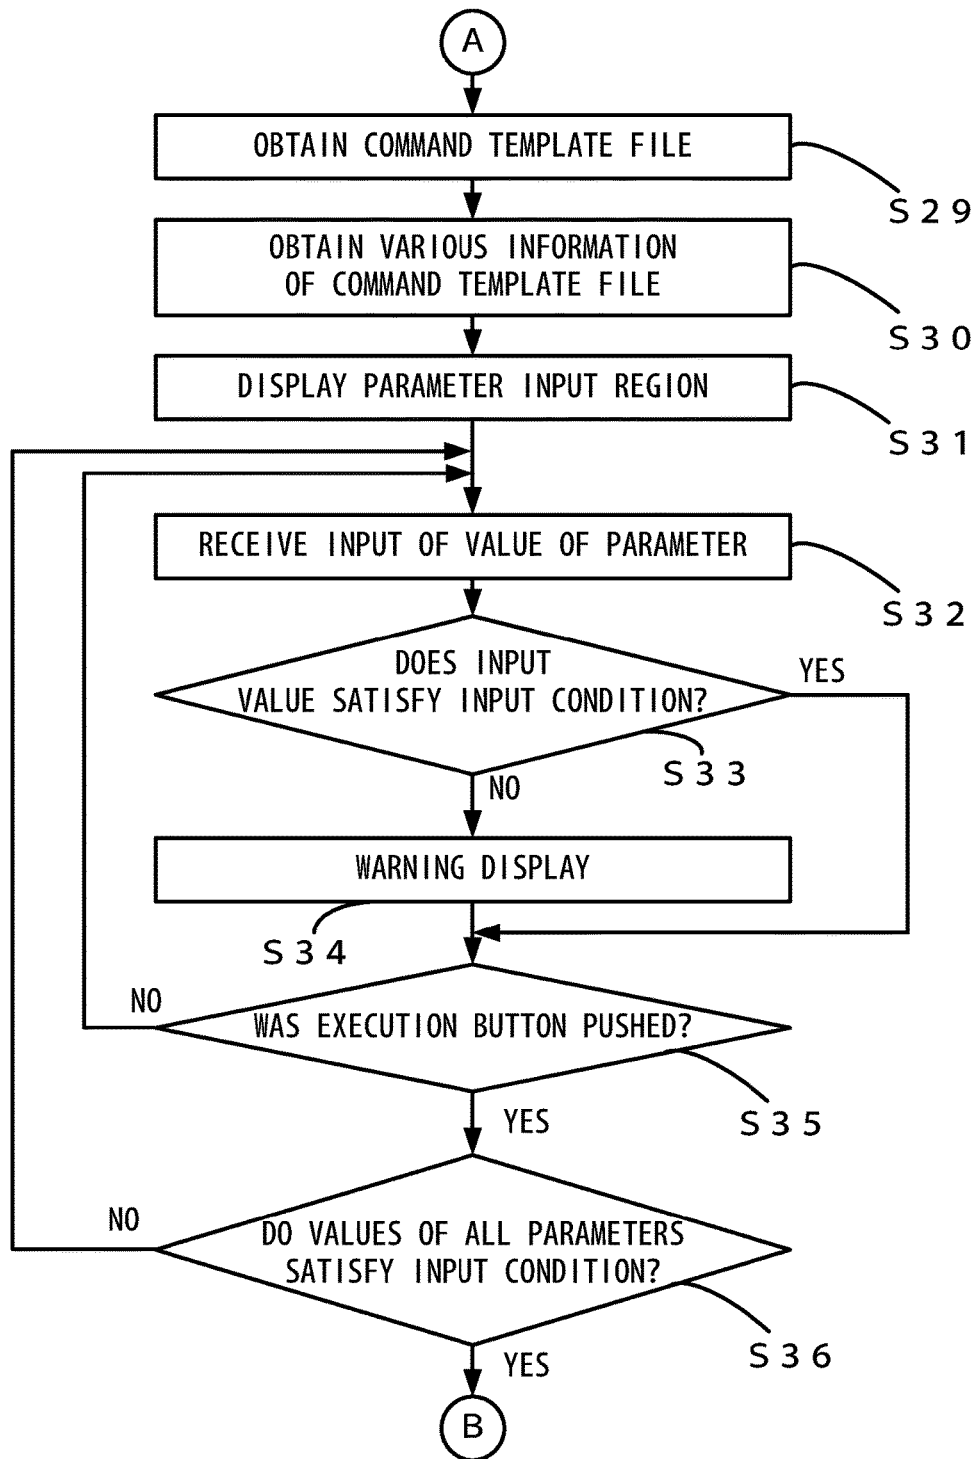 A
OBTAIN COMMAND TEMPLATE FILE
S29
OBTAIN VARIOUS INFORMATION
OF COMMAND TEMPLATE FILE
S30
DISPLAY PARAMETER INPUT REGION
S31
RECEIVE INPUT OF VALUE OF PARAMETER
S32
DOES INPUT
VALUE SATISFY INPUT CONDITION?
YES
S33
NO
WARNING DISPLAY
S34
NO
WAS EXECUTION BUTTON PUSHED?
S35
YES
NO
DO VALUES OF ALL PARAMETERS
SATISFY INPUT CONDITION?
S36
YES
B